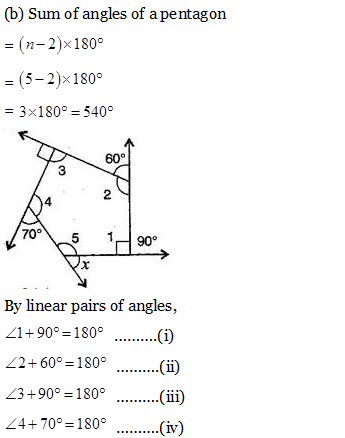 (b) Sum of angles of a pentagon
= (n−2)×180°
= (5−2)×180°
= 3×180° = 540°
60°
3
2
4
70°
5
1
90°
x
By linear pairs of angles,
∠1+90°=180° ..........(i)
∠2+60°=180° ..........(ii)
∠3+90°=180° ..........(iii)
∠4+70°=180° ..........(iv)